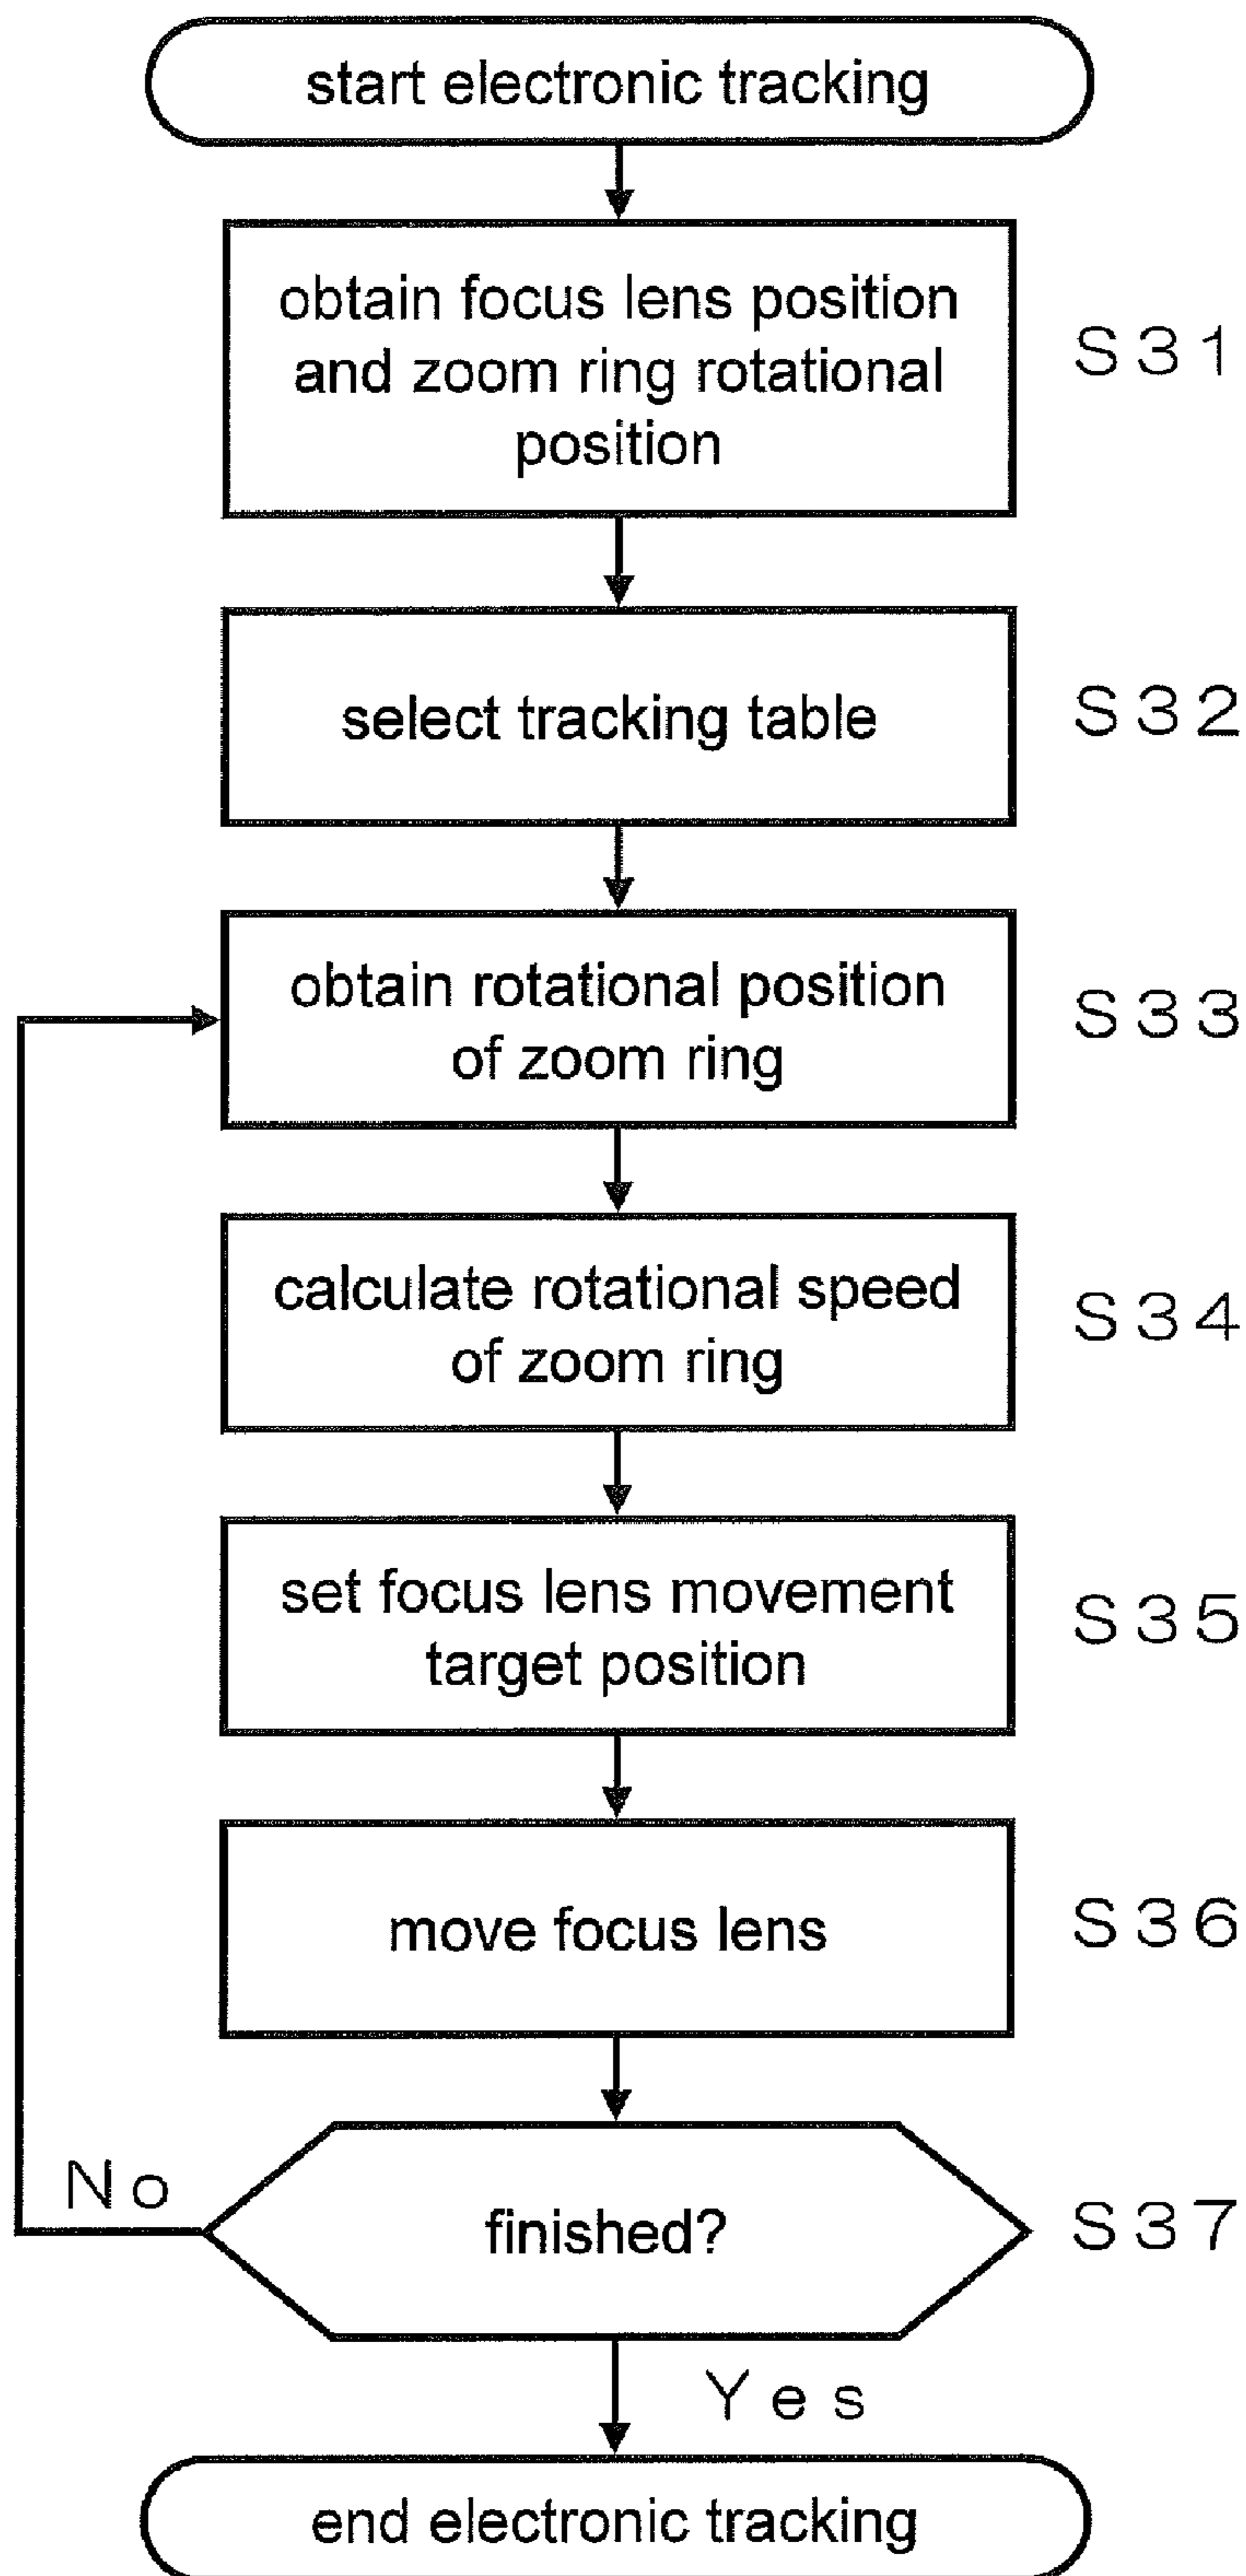 start electronic tracking
obtain focus lens position
and zoom ring rotational
position
S31
select tracking table
S32
obtain rotational position
of zoom ring
S33
calculate rotational speed
of zoom ring
S34
set focus lens movement
target position
S35
move focus lens
S36
No
finished?
S37
Yes
end electronic tracking